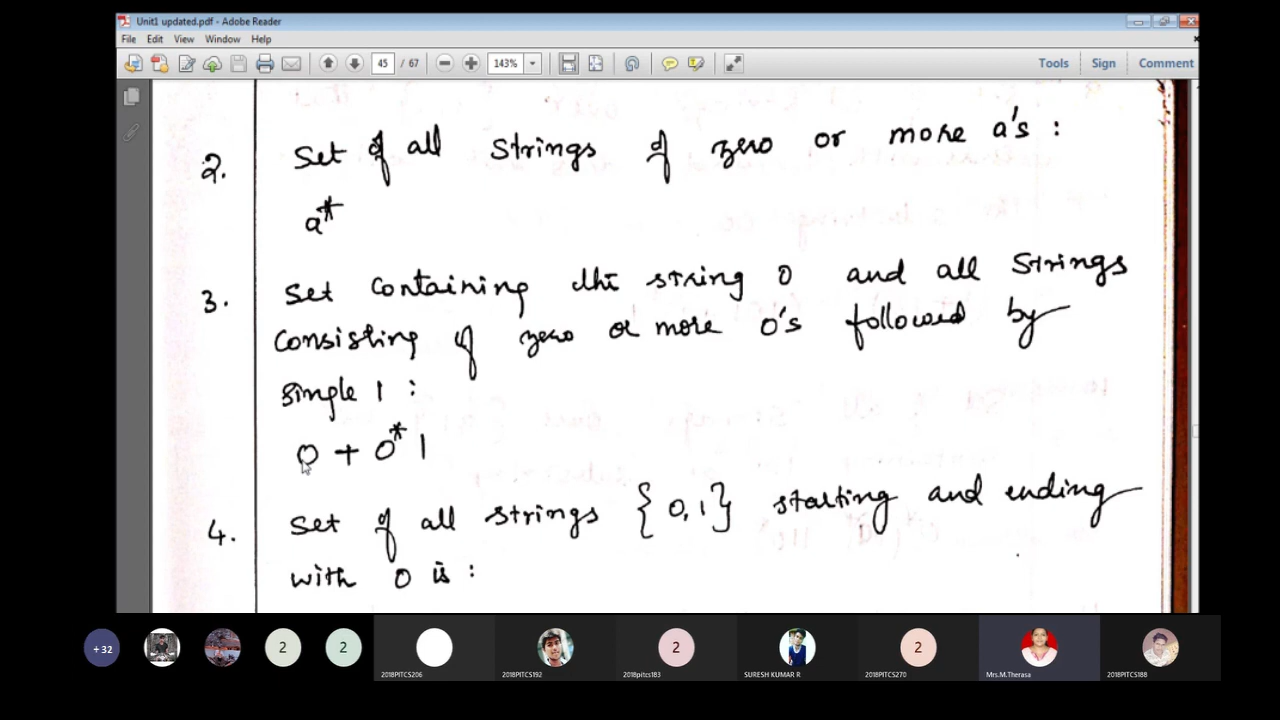 Unit1 updated.pdf - Adobe Reader
File Edit View Window Help
45 / 67 143% Tools Sign Comment
2. Set of all strings of zero or more a's :
a*
3. Set containing the string 0 and all strings
consisting of zero or more 0's followed by
single 1 :
0 + 0* 1
4. Set of all strings {0,1} starting and ending
with 0 is :
+32 2 2 2 2
2018PITCS206 2018PITCS192 2018pitcs183 SURESH KUMAR R 2018PITCS270 Mrs.M.Therasa 2018PITCS188